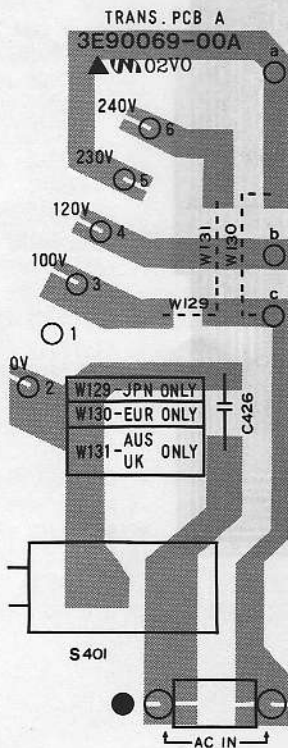 TRANS. PCB A
3E90069-00A
02V0
a
240V
6
230V
5
120V
4
W131
W130
b
100V
3
W129
c
1
0V
2
W129-JPN ONLY
W130-EUR ONLY
W131-AUS UK ONLY
C426
S401
AC IN